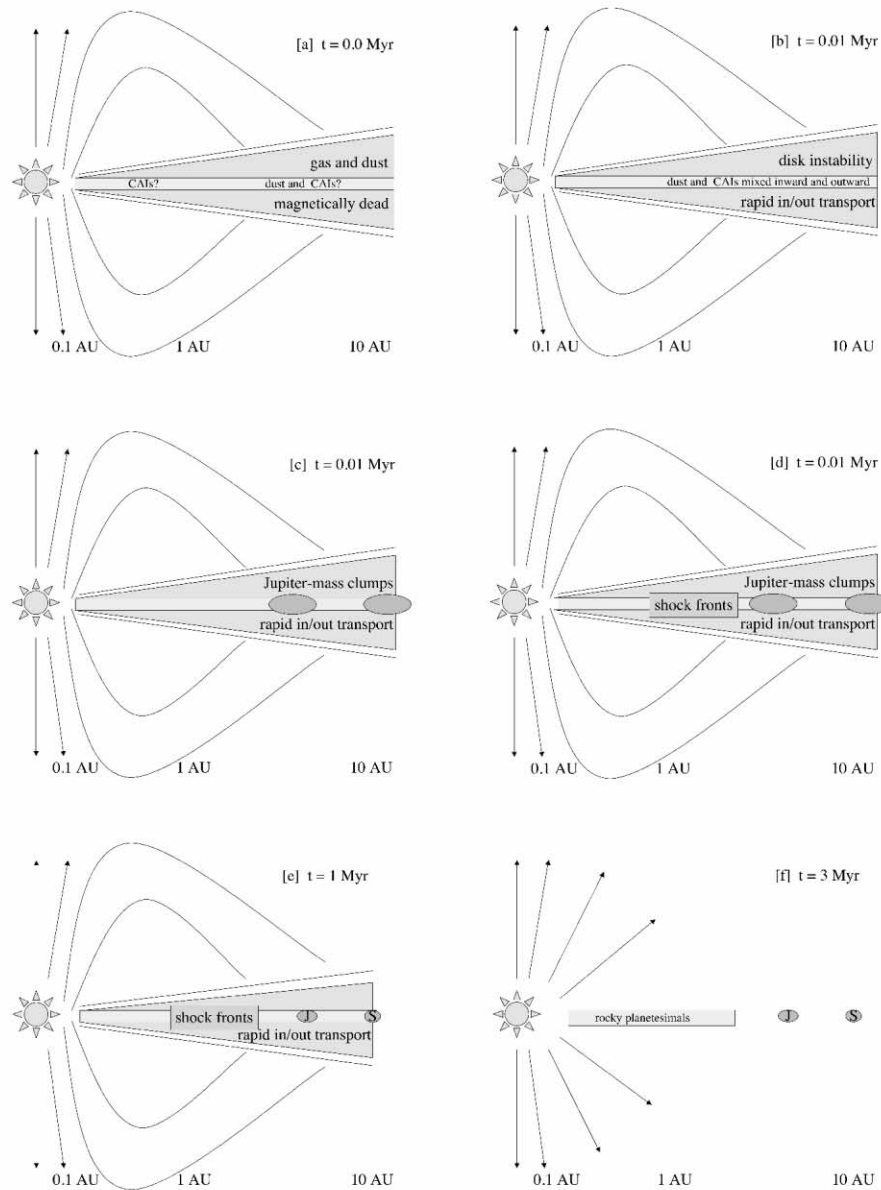 [a] t = 0.0 Myr
gas and dust
CAIs? dust and CAIs?
magnetically dead
0.1 AU 1 AU 10 AU
[b] t = 0.01 Myr
disk instability
dust and CAIs mixed inward and outward
rapid in/out transport
0.1 AU 1 AU 10 AU
[c] t = 0.01 Myr
Jupiter-mass clumps
rapid in/out transport
0.1 AU 1 AU 10 AU
[d] t = 0.01 Myr
Jupiter-mass clumps
shock fronts
rapid in/out transport
0.1 AU 1 AU 10 AU
[e] t = 1 Myr
shock fronts J S
rapid in/out transport
0.1 AU 1 AU 10 AU
[f] t = 3 Myr
rocky planetesimals J S
0.1 AU 1 AU 10 AU